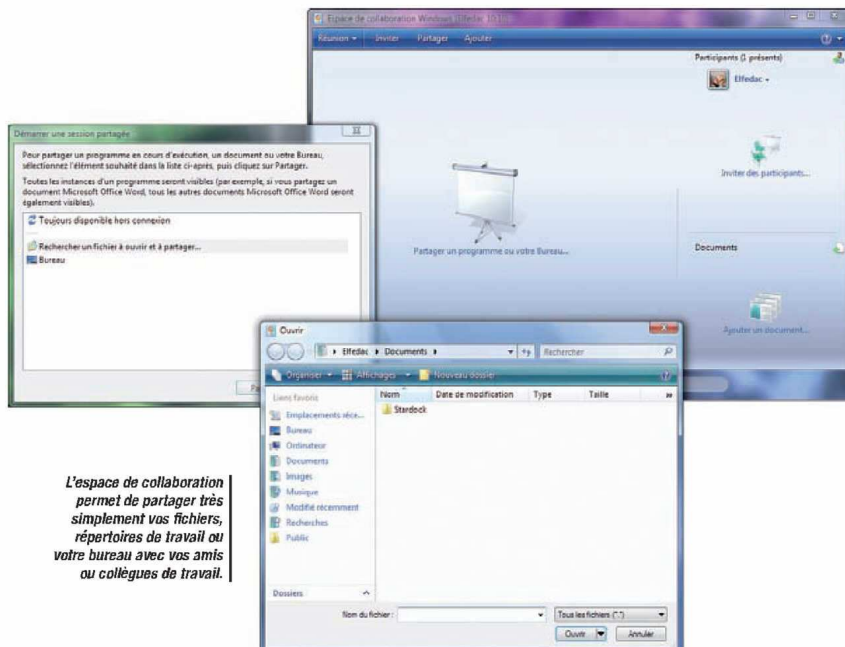 Espace de collaboration Windows (Elfedac
Réunion Inviter Partager Ajouter
Participants (1 présents)
Elfedac
Inviter des participants...
Partager un programme ou votre Bureau...
Documents
Ajouter un document...
Démarrer une session partagée
Pour partager un programme en cours d'exécution, un document ou votre Bureau,
sélectionnez l'élément souhaité dans la liste ci-après, puis cliquez sur Partager.
Toutes les instances d'un programme seront visibles (par exemple, si vous partagez un
document Microsoft Office Word, tous les autres documents Microsoft Office Word seront
également visibles).
Toujours disponible hors connexion
Rechercher un fichier à ouvrir et à partager...
Bureau
Ouvrir
Elfedac Documents
Rechercher
Organiser Affichages Nouveau dossier
Liens favoris
Nom Date de modification Type Taille
Emplacements réce...
Bureau
Ordinateur
Documents
Images
Musique
Modifié récemment
Recherches
Public
Stardock
Dossiers
Nom du fichier :
Tous les fichiers (*.*)
Ouvrir Annuler
L'espace de collaboration
permet de partager très
simplement vos fichiers,
répertoires de travail ou
votre bureau avec vos amis
ou collègues de travail.